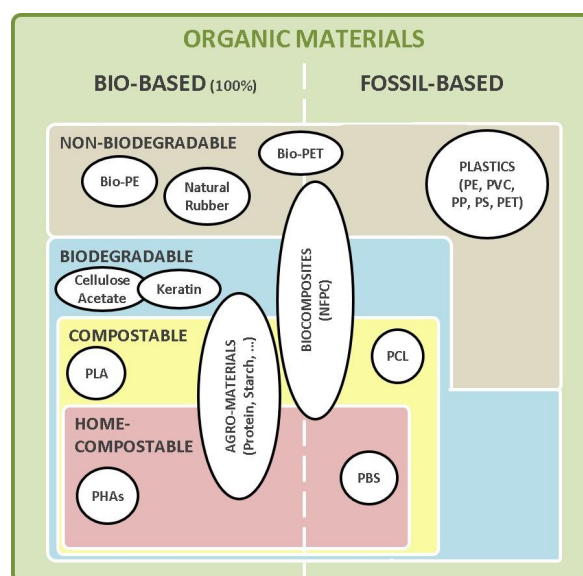 ORGANIC MATERIALS
BIO-BASED (100%)
FOSSIL-BASED
NON-BIODEGRADABLE
Bio-PET
Bio-PE
Natural
Rubber
PLASTICS
(PE, PVC,
PP, PS, PET)
BIODEGRADABLE
Cellulose
Acetate
Keratin
BIOCOMPOSITES
(NFPC)
COMPOSTABLE
PLA
AGRO-MATERIALS
(Protein, Starch, ...)
PCL
HOME-
COMPOSTABLE
PHAs
PBS